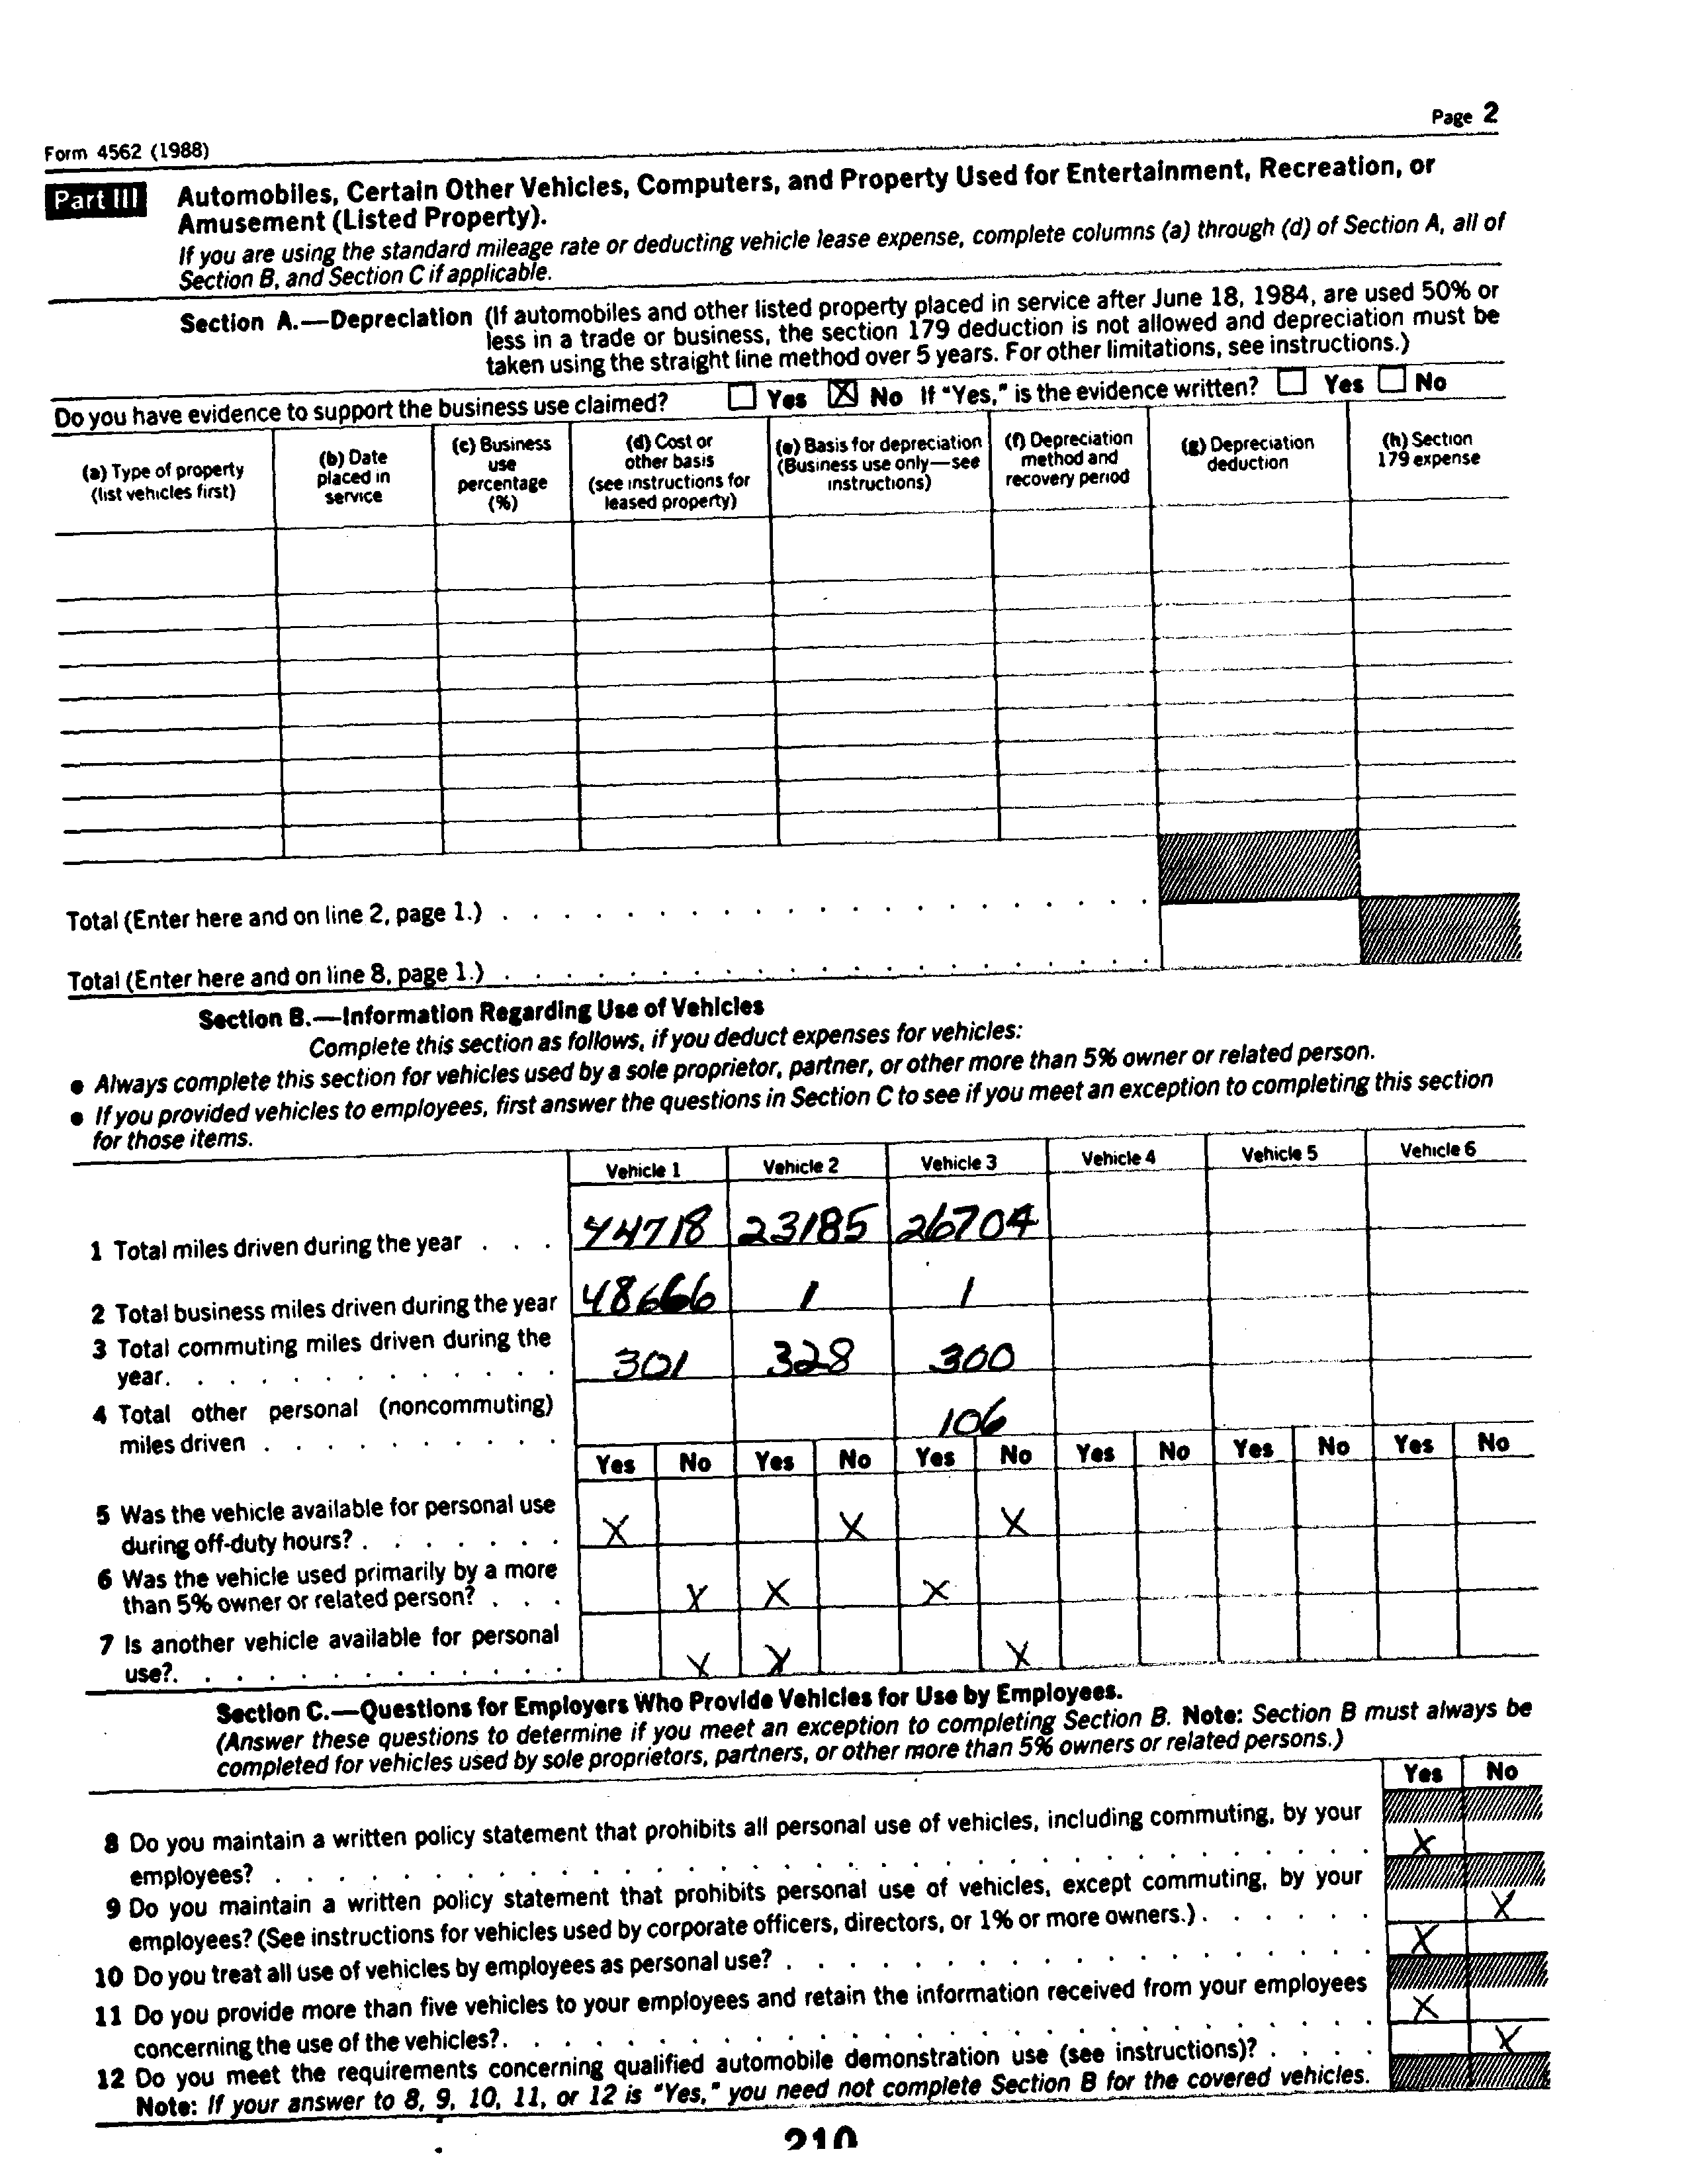 Page 2
Form 4562 (1988)
Part III Automobiles, Certain Other Vehicles, Computers, and Property Used for Entertainment, Recreation, or
Amusement (Listed Property).
If you are using the standard mileage rate or deducting vehicle lease expense, complete columns (a) through (d) of Section A, all of
Section B, and Section C if applicable.
Section A.—Depreciation (If automobiles and other listed property placed in service after June 18, 1984, are used 50% or
less in a trade or business, the section 179 deduction is not allowed and depreciation must be
taken using the straight line method over 5 years. For other limitations, see instructions.)
Do you have evidence to support the business use claimed? Yes X No If "Yes," is the evidence written? Yes No
(a) Type of property
(list vehicles first)
(b) Date
placed in
service
(c) Business
use
percentage
(%)
(d) Cost or
other basis
(see instructions for
leased property)
(e) Basis for depreciation
(Business use only—see
instructions)
(f) Depreciation
method and
recovery period
(g) Depreciation
deduction
(h) Section
179 expense
Total (Enter here and on line 2, page 1.) . . . . . . . . . . . . . . . . . . . . .
Total (Enter here and on line 8, page 1.) . . . . . . . . . . . . . . . . . . . . .
Section B.—Information Regarding Use of Vehicles
Complete this section as follows, if you deduct expenses for vehicles:
● Always complete this section for vehicles used by a sole proprietor, partner, or other more than 5% owner or related person.
● If you provided vehicles to employees, first answer the questions in Section C to see if you meet an exception to completing this section
for those items.
Vehicle 1 Vehicle 2 Vehicle 3 Vehicle 4 Vehicle 5 Vehicle 6
1 Total miles driven during the year . . . 44718 23185 26704
2 Total business miles driven during the year 48666 1 1
3 Total commuting miles driven during the
year. . . . . . . . . . . . . 301 328 300
4 Total other personal (noncommuting)
miles driven . . . . . . . . . . 106
Yes No Yes No Yes No Yes No Yes No Yes No
5 Was the vehicle available for personal use
during off-duty hours? . . . . . . . X X X
6 Was the vehicle used primarily by a more
than 5% owner or related person? . . . X X X
7 Is another vehicle available for personal
use?. . . . . . . . . . . . . X X X
Section C.—Questions for Employers Who Provide Vehicles for Use by Employees.
(Answer these questions to determine if you meet an exception to completing Section B. Note: Section B must always be
completed for vehicles used by sole proprietors, partners, or other more than 5% owners or related persons.)
Yes No
8 Do you maintain a written policy statement that prohibits all personal use of vehicles, including commuting, by your
employees? . . . . . . . . . . . . . . . . . . . . . . . . . . . . . . . . . . . X
9 Do you maintain a written policy statement that prohibits personal use of vehicles, except commuting, by your
employees? (See instructions for vehicles used by corporate officers, directors, or 1% or more owners.) . . . . . . X
10 Do you treat all use of vehicles by employees as personal use? . . . . . . . . . . . . . . . . . . . X
11 Do you provide more than five vehicles to your employees and retain the information received from your employees
concerning the use of the vehicles?. . . . . . . . . . . . . . . . . . . . . . . . . . . . X
12 Do you meet the requirements concerning qualified automobile demonstration use (see instructions)? . . . . X
Note: If your answer to 8, 9, 10, 11, or 12 is "Yes," you need not complete Section B for the covered vehicles.
210